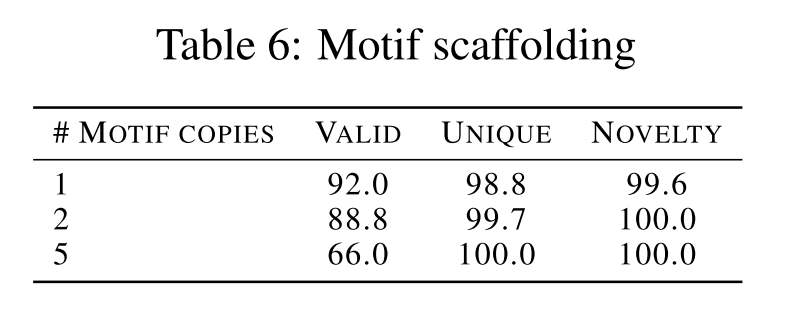 Table 6: Motif scaffolding
# MOTIF COPIES VALID UNIQUE NOVELTY
1 92.0 98.8 99.6
2 88.8 99.7 100.0
5 66.0 100.0 100.0